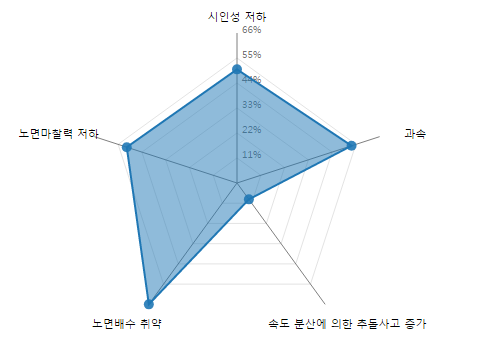 시인성 저하
66%
55%
44%
33%
22%
11%
노면마찰력 저하
과속
노면배수 취약
속도 분산에 의한 추돌사고 증가